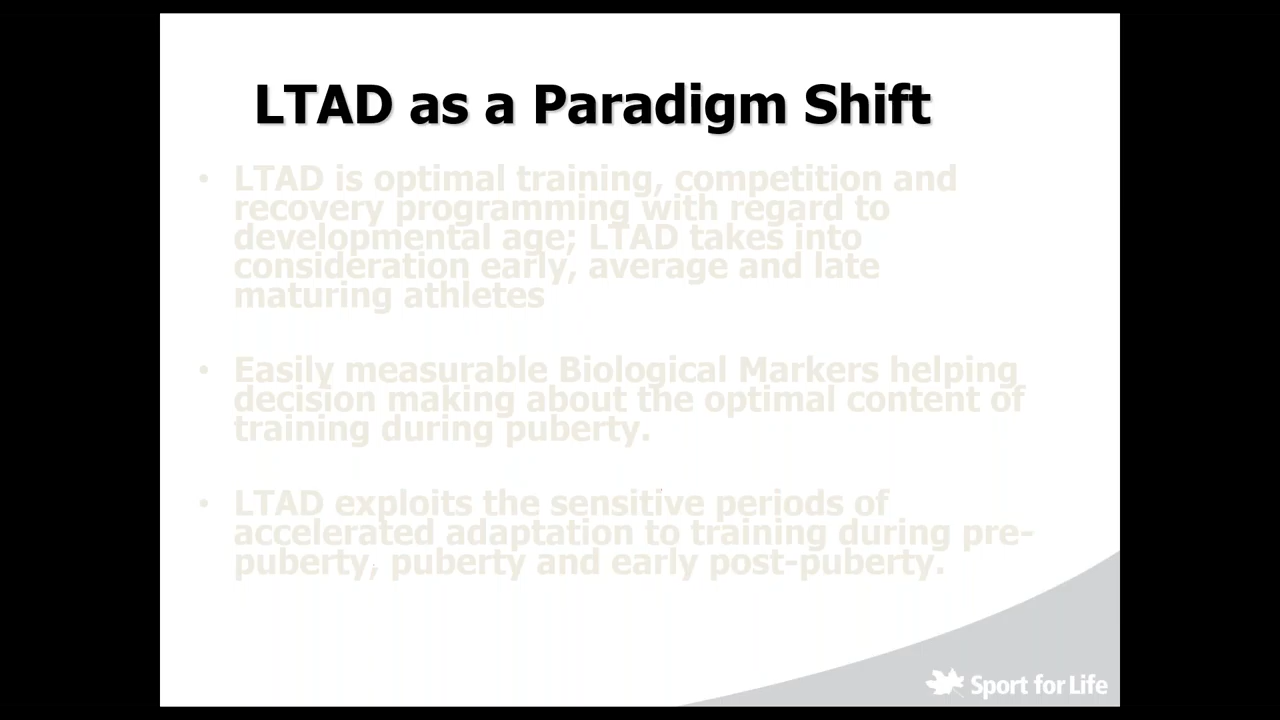 LTAD as a Paradigm Shift
• LTAD is optimal training, competition and
recovery programming with regard to
developmental age; LTAD takes into
consideration early, average and late
maturing athletes
• Easily measurable Biological Markers helping
decision making about the optimal content of
training during puberty.
• LTAD exploits the sensitive periods of
accelerated adaptation to training during pre-
puberty, puberty and early post-puberty.
Sport for Life